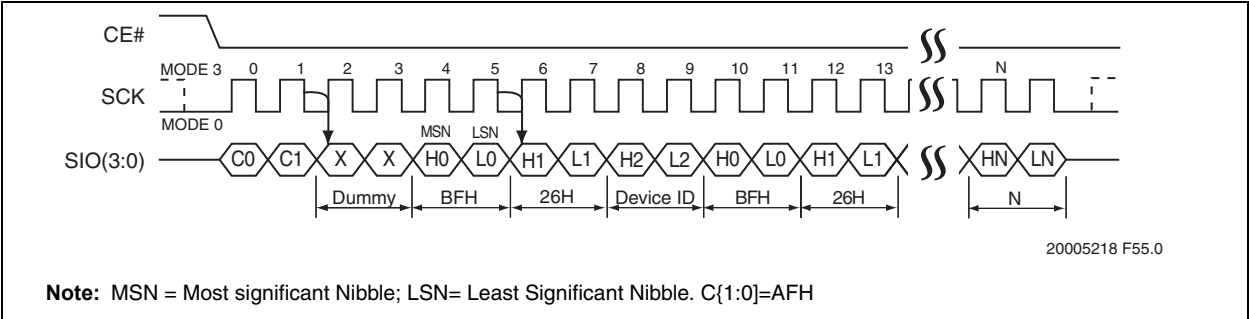 CE#
MODE 3 0 1 2 3 4 5 6 7 8 9 10 11 12 13 N
SCK
MODE 0
MSN LSN
SIO(3:0) C0 C1 X X H0 L0 H1 L1 H2 L2 H0 L0 H1 L1 HN LN
Dummy BFH 26H Device ID BFH 26H N
20005218 F55.0
Note: MSN = Most significant Nibble; LSN= Least Significant Nibble. C{1:0]=AFH